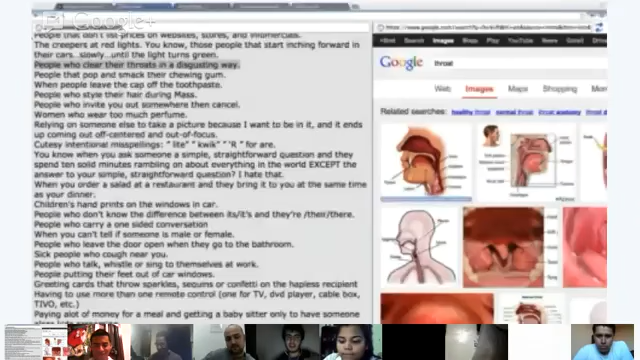 Google+
People that don't list prices on websites, stores, and infomercials.
The creepers at red lights. You know, those people that start inching forward in
their cars...slowly...until the light turns green.
People who clear their throats in a disgusting way.
People that pop and smack their chewing gum.
When people leave the cap off the toothpaste.
People who style their hair during Mass.
People who invite you out somewhere then cancel.
Women who wear too much perfume.
Relying on someone else to take a picture because I want to be in it, and it ends
up coming out off-centered and out-of-focus.
Cutesy intentional misspellings: " lite" " kwik" "'R " for are.
You know when you ask someone a simple, straightforward question and they
spend ten solid minutes rambling on about everything in the world EXCEPT the
answer to your simple, straightforward question? I hate that.
When you order a salad at a restaurant and they bring it to you at the same time
as your dinner.
Children's hand prints on the windows in car.
People who don't know the difference between its/it's and they're /their/there.
People who carry a one sided conversation
When you can't tell if someone is male or female.
People who leave the door open when they go to the bathroom.
Sick people who cough near you.
People who talk, whistle or sing to themselves at work.
People putting their feet out of car windows.
Greeting cards that throw sparkles, sequins or confetti on the hapless recipient
Having to use more than one remote control (one for TV, dvd player, cable box,
TIVO, etc.)
Paying alot of money for a meal and getting a baby sitter only to have someone
Search Images Maps Play YouTube News Gmail
Google throat
Web Images Maps Shopping More
Related searches: healthy throat normal throat throat anatomy throat